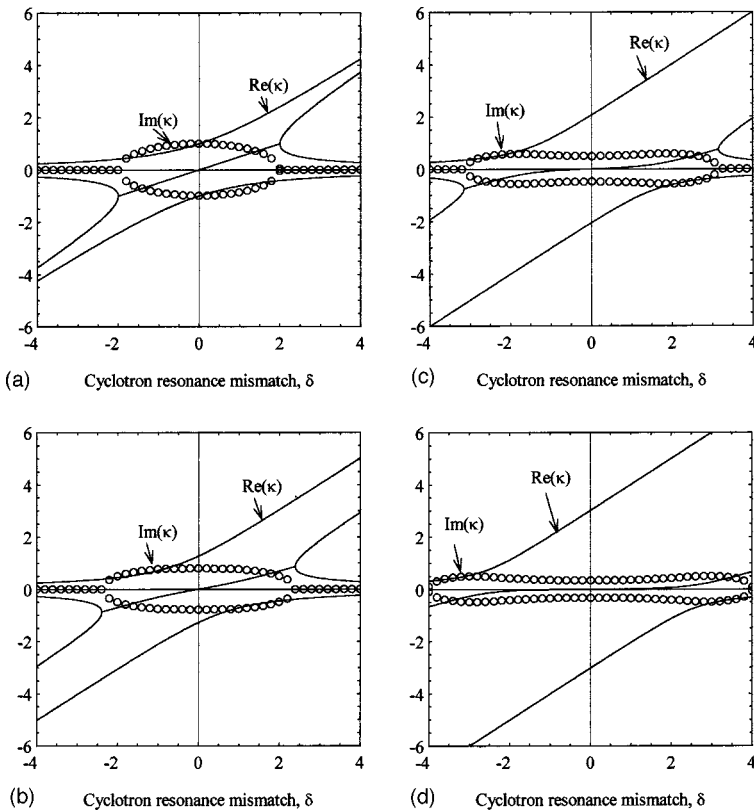 6
4
2
0
-2
-4
-6
-4 -2 0 2 4
Im(κ)
Re(κ)
(a) Cyclotron resonance mismatch, δ
6
4
2
0
-2
-4
-6
-4 -2 0 2 4
Im(κ)
Re(κ)
(c) Cyclotron resonance mismatch, δ
6
4
2
0
-2
-4
-6
-4 -2 0 2 4
Im(κ)
Re(κ)
(b) Cyclotron resonance mismatch, δ
6
4
2
0
-2
-4
-6
-4 -2 0 2 4
Im(κ)
Re(κ)
(d) Cyclotron resonance mismatch, δ